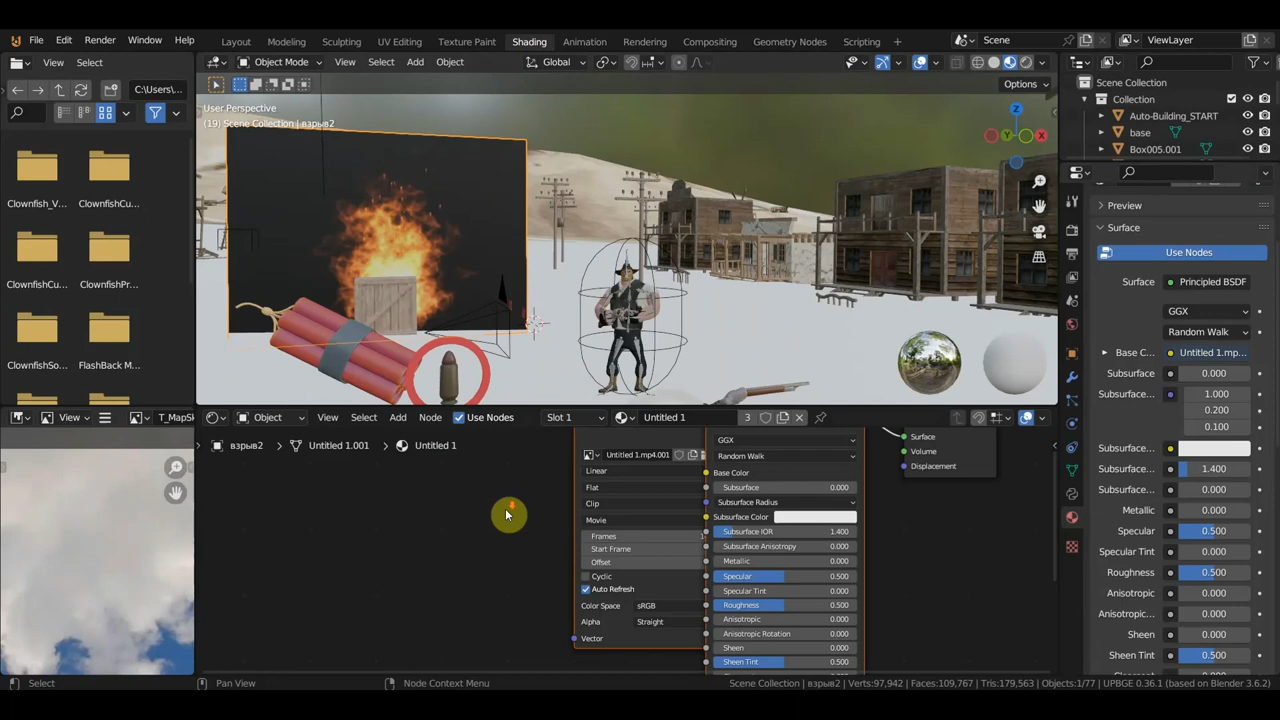 File Edit Render Window Help Layout Modeling Sculpting UV Editing Texture Paint Shading Animation Rendering Compositing Geometry Nodes Scripting + Scene ViewLayer
View Select Object Mode View Select Add Object Global
C:\Users\... Options
User Perspective
(19) Scene Collection | взрыв2
Z
Y X
Scene Collection
Collection
Auto-Building_START
base
Box005.001
Clownfish_V... ClownfishCu...
ClownfishCu... ClownfishPr...
ClownfishSo... FlashBack M...
Preview
Surface
Use Nodes
Surface Principled BSDF
GGX
Random Walk
Base C... Untitled 1.mp...
Subsurface 0.000
Subsurface... 1.000
0.200
0.100
Subsurface...
Subsurface... 1.400
Subsurface... 0.000
Metallic 0.000
Specular 0.500
Specular Tint 0.000
Roughness 0.500
Anisotropic 0.000
Anisotropic... 0.000
Sheen 0.000
Sheen Tint 0.500
View T_MapSk
Object View Select Add Node Use Nodes Slot 1 Untitled 1 3
взрыв2 Untitled 1.001 Untitled 1
Untitled 1.mp4.001
Linear
Flat
Clip
Movie
Frames 1
Start Frame
Offset
Cyclic
Auto Refresh
Color Space sRGB
Alpha Straight
Vector
GGX
Random Walk
Base Color
Subsurface 0.000
Subsurface Radius
Subsurface Color
Subsurface IOR 1.400
Subsurface Anisotropy 0.000
Metallic 0.000
Specular 0.500
Specular Tint 0.000
Roughness 0.500
Anisotropic 0.000
Anisotropic Rotation 0.000
Sheen 0.000
Sheen Tint 0.500
Surface
Volume
Displacement
Select Pan View Node Context Menu Scene Collection | взрыв2 | Verts:97,942 | Faces:109,767 | Tris:179,563 | Objects:1/77 | UPBGE 0.36.1 (based on Blender 3.6.2)